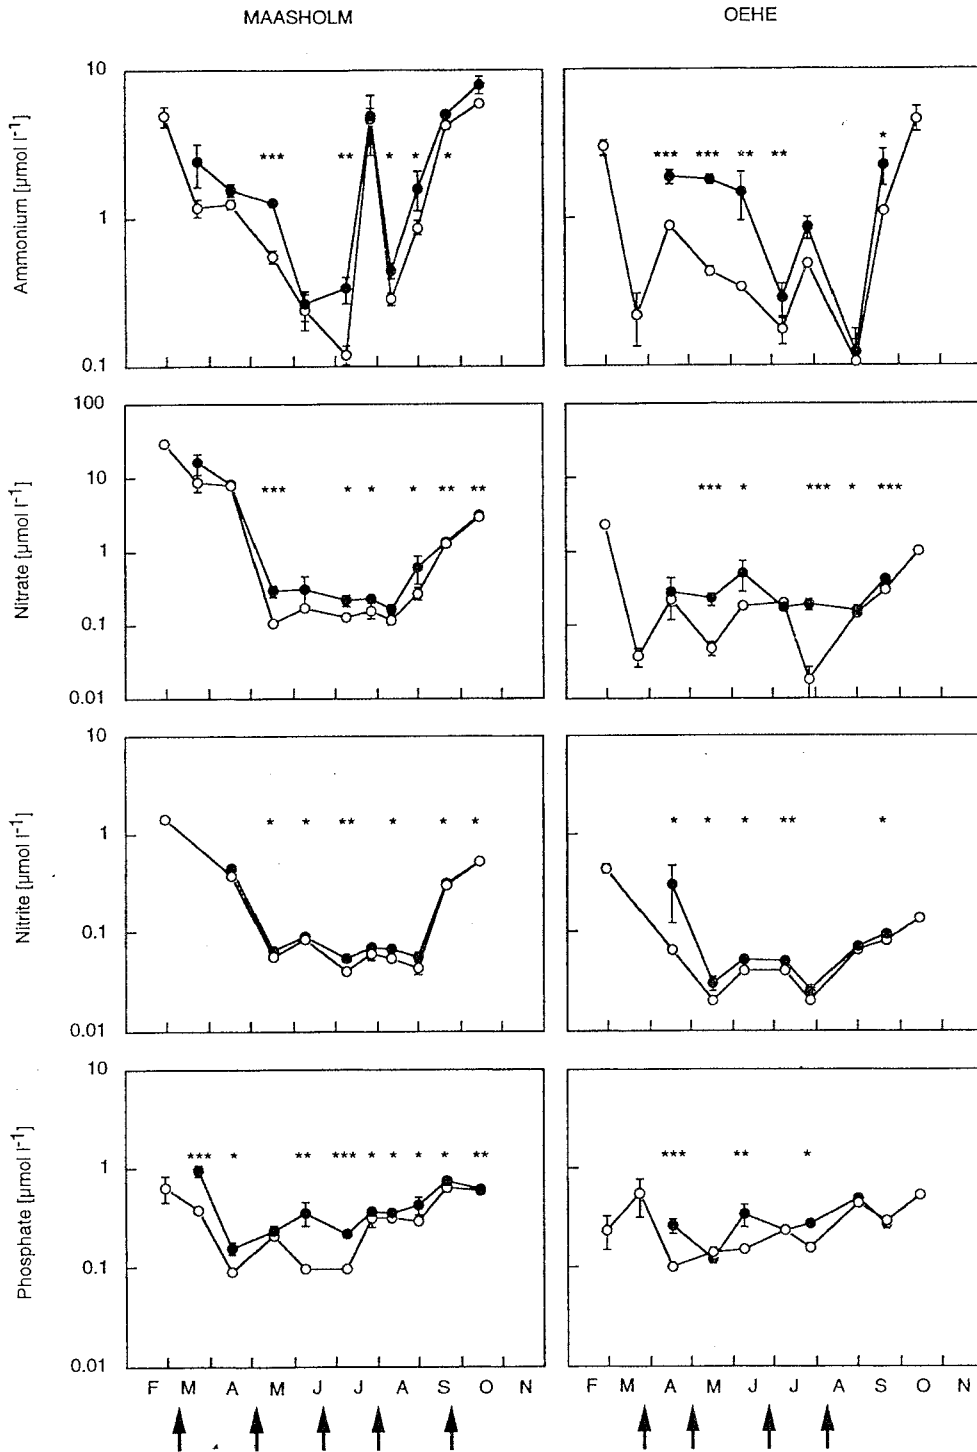 MAASHOLM OEHE
Ammonium [µmol l⁻¹]
10
1
0.1
*** ** * * *
*** *** ** ** *
Nitrate [µmol l⁻¹]
100
10
1
0.1
0.01
*** * * * ** **
*** * *** * ***
Nitrite [µmol l⁻¹]
10
1
0.1
0.01
* * ** * * *
* * * ** *
Phosphate [µmol l⁻¹]
10
1
0.1
0.01
*** * ** *** * * * * **
*** ** *
F M A M J J A S O N F M A M J J A S O N